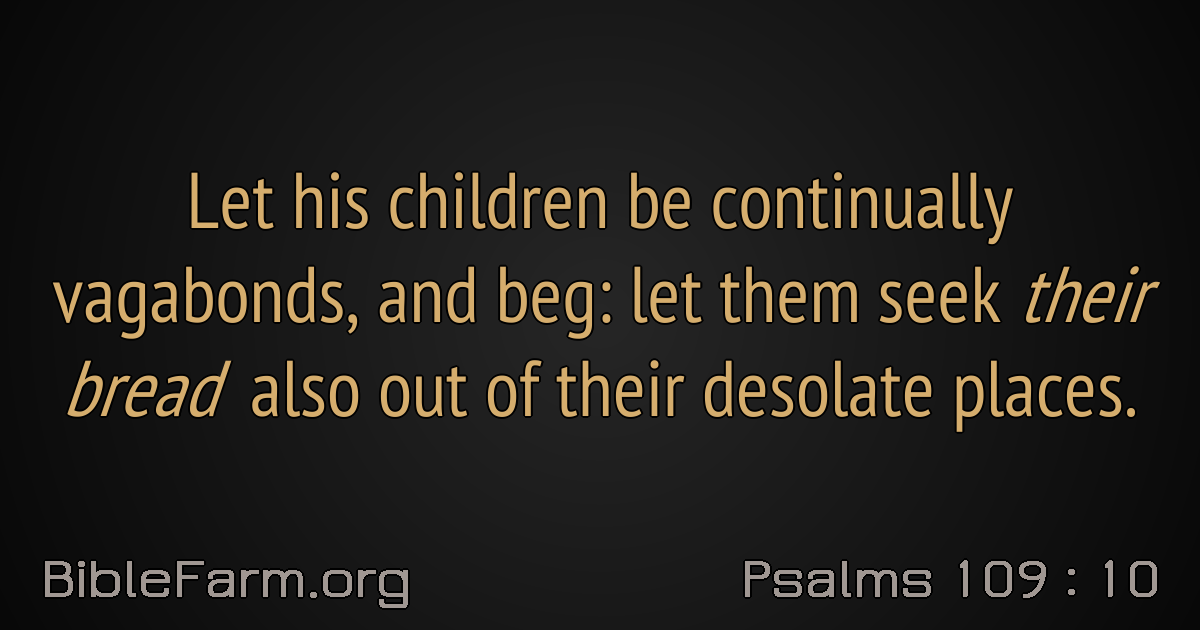 Let his children be continually
vagabonds, and beg: let them seek their
bread also out of their desolate places.
BibleFarm.org
Psalms 109 : 10